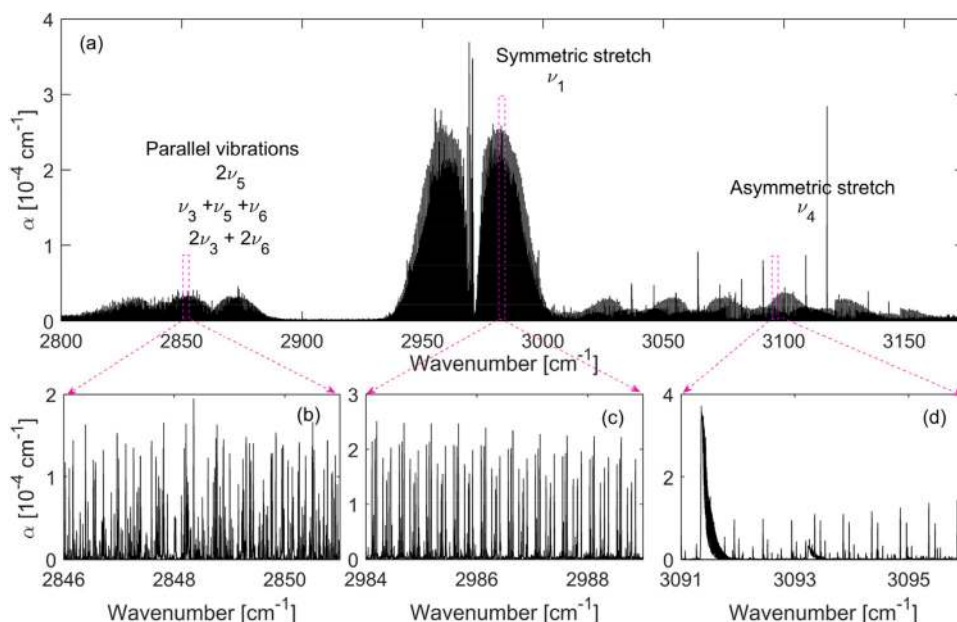 (a)
4
3
2
1
0
α [10⁻⁴ cm⁻¹]
Symmetric stretch
ν₁
Parallel vibrations
2ν₅
ν₃ +ν₅ +ν₆
2ν₃ + 2ν₆
Asymmetric stretch
ν₄
2800 2850 2900 2950 3000 3050 3100 3150
Wavenumber [cm⁻¹]
(b)
2
1
0
α [10⁻⁴ cm⁻¹]
2846 2848 2850
Wavenumber [cm⁻¹]
(c)
3
2
1
0
2984 2986 2988
Wavenumber [cm⁻¹]
(d)
4
2
0
3091 3093 3095
Wavenumber [cm⁻¹]